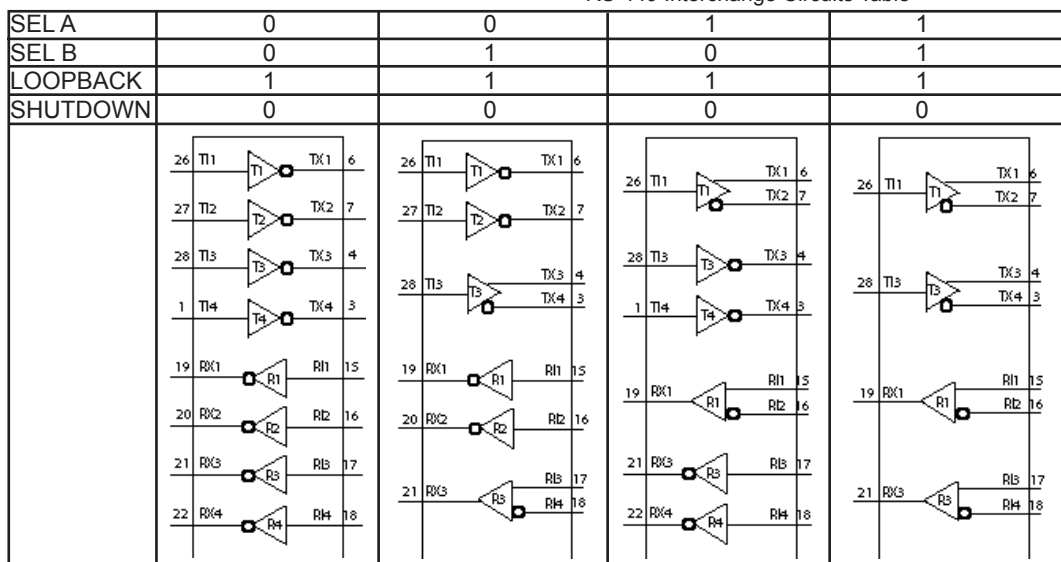 SEL A 0 0 1 1
SEL B 0 1 0 1
LOOPBACK 1 1 1 1
SHUTDOWN 0 0 0 0
26 TI1 T1 TX1 6
27 TI2 T2 TX2 7
28 TI3 T3 TX3 4
1 TI4 T4 TX4 3
19 RX1 R1 RI1 15
20 RX2 R2 RI2 16
21 RX3 R3 RI3 17
22 RX4 R4 RI4 18
26 TI1 T1 TX1 6
27 TI2 T2 TX2 7
28 TI3 T3 TX3 4
TX4 3
19 RX1 R1 RI1 15
20 RX2 R2 RI2 16
21 RX3 R3 RI3 17
RI4 18
26 TI1 T1 TX1 6
TX2 7
28 TI3 T3 TX3 4
1 TI4 T4 TX4 3
19 RX1 R1 RI1 15
RI2 16
21 RX3 R3 RI3 17
22 RX4 R4 RI4 18
26 TI1 T1 TX1 6
TX2 7
28 TI3 T3 TX3 4
TX4 3
19 RX1 R1 RI1 15
RI2 16
21 RX3 R3 RI3 17
RI4 18